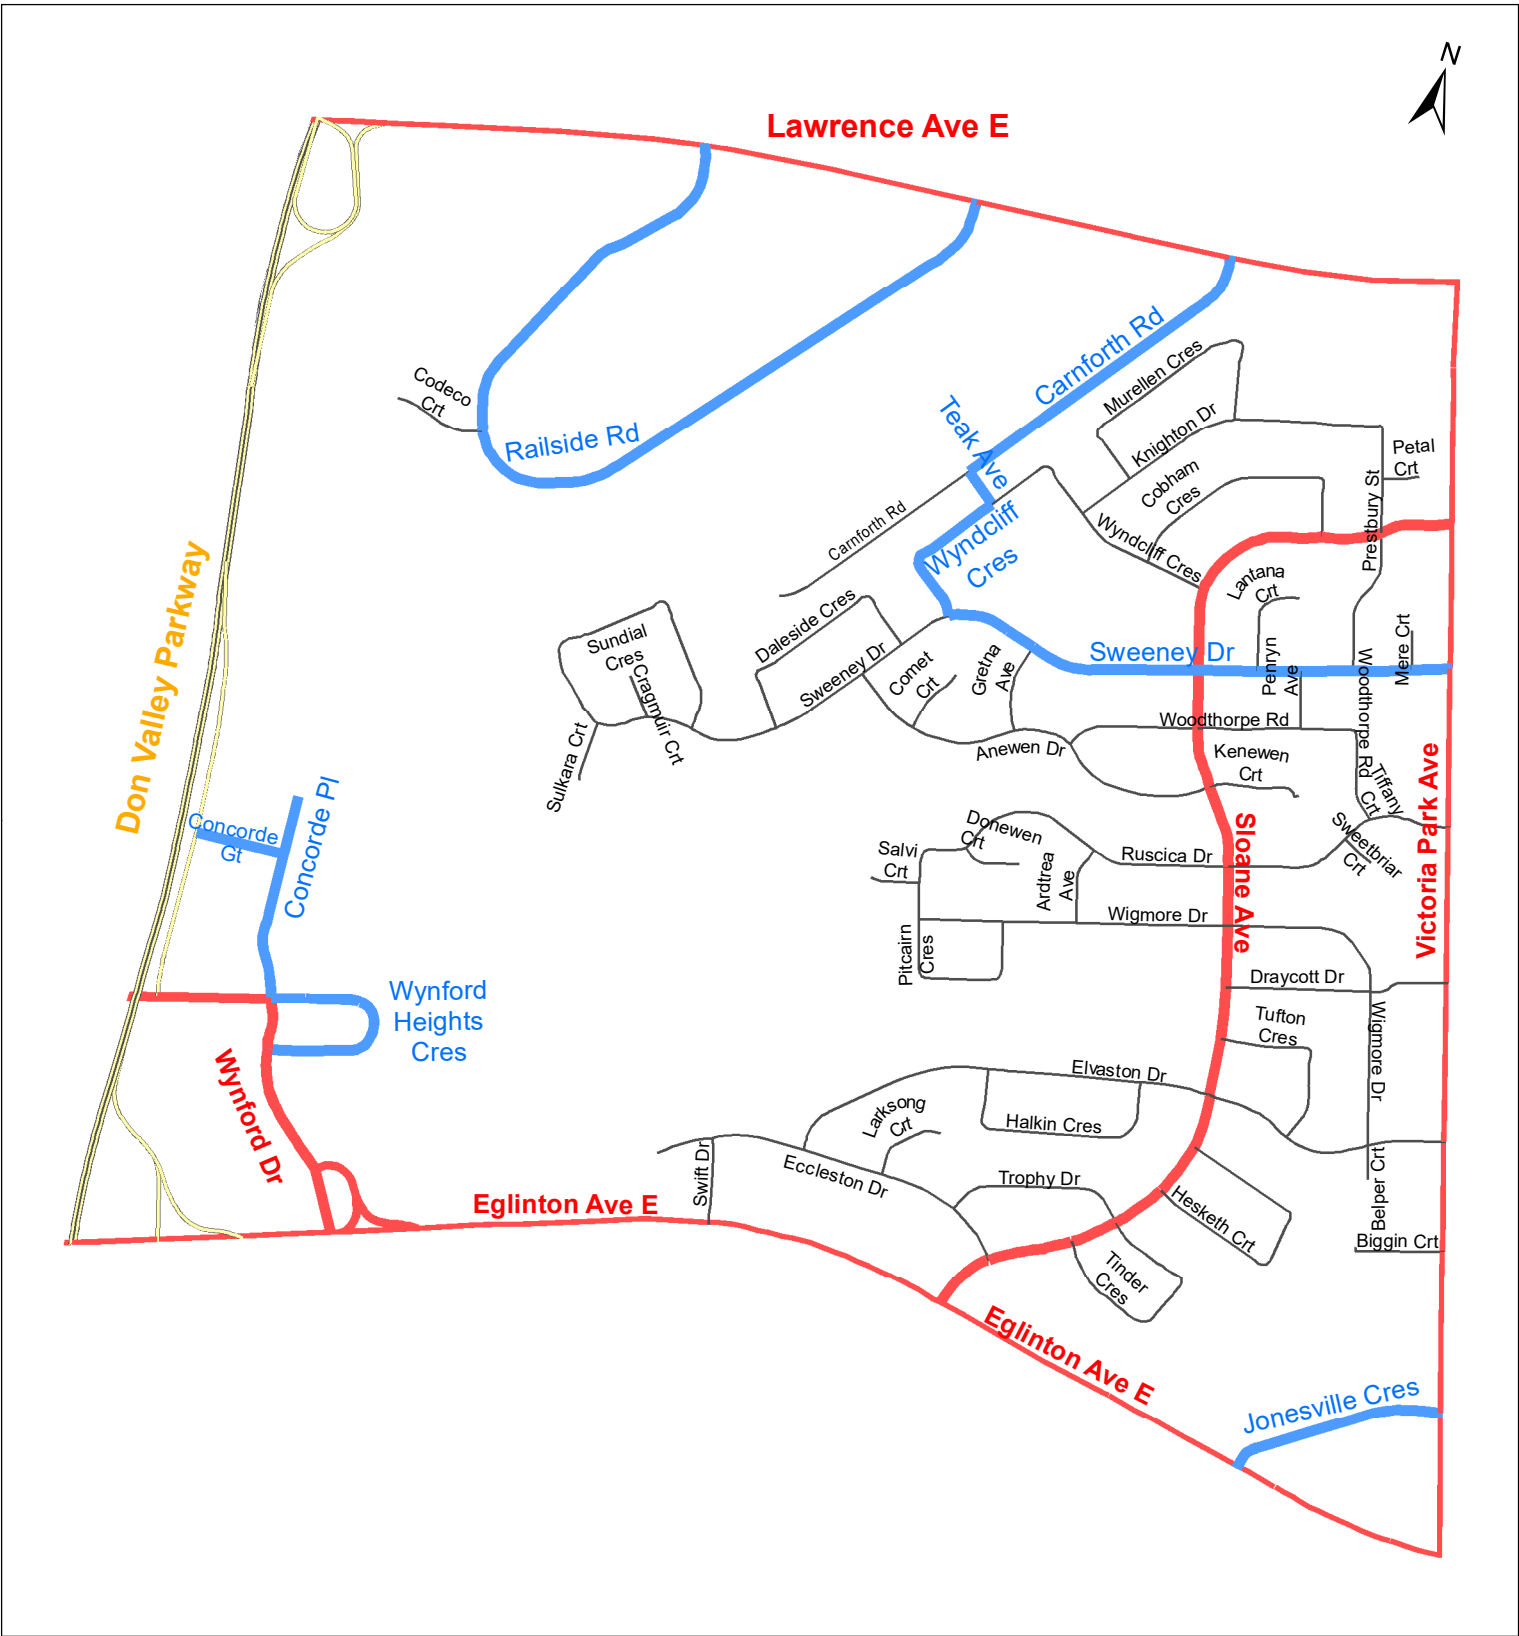 N
Lawrence Ave E
Carnforth Rd
Murellen Cres
Codeco
Crt
Teak Ave
Knighton Dr
Petal
Crt
Railside Rd
Cobham
Cres
Prestbury St
Carnforth Rd
Wyndcliff
Cres
Wyndcliff Cres
Lantana
Crt
Don Valley Parkway
Daleside Cres
Sundial
Cres
Mere Crt
Sweeney Dr
Sweeney Dr
Comet
Crt
Gretna
Ave
Penryn
Ave
Cragmuir Crt
Woodthorpe Rd
Woodthorpe Rd
Sulkara Crt
Anewen Dr
Kenewen
Crt
Tiffany
Crt
Victoria Park Ave
Concorde Pl
Concorde
Gt
Donewen
Crt
Sweetbriar
Crt
Salvi
Crt
Ruscica Dr
Sloane Ave
Ardtrea
Ave
Wigmore Dr
Pitcairn
Cres
Draycott Dr
Wynford
Heights
Cres
Tufton
Cres
Wigmore Dr
Wynford Dr
Elvaston Dr
Larksong
Crt
Halkin Cres
Swift Dr
Eccleston Dr
Trophy Dr
Belper Crt
Eglinton Ave E
Hesketh Crt
Biggin Crt
Tinder
Cres
Eglinton Ave E
Jonesville Cres